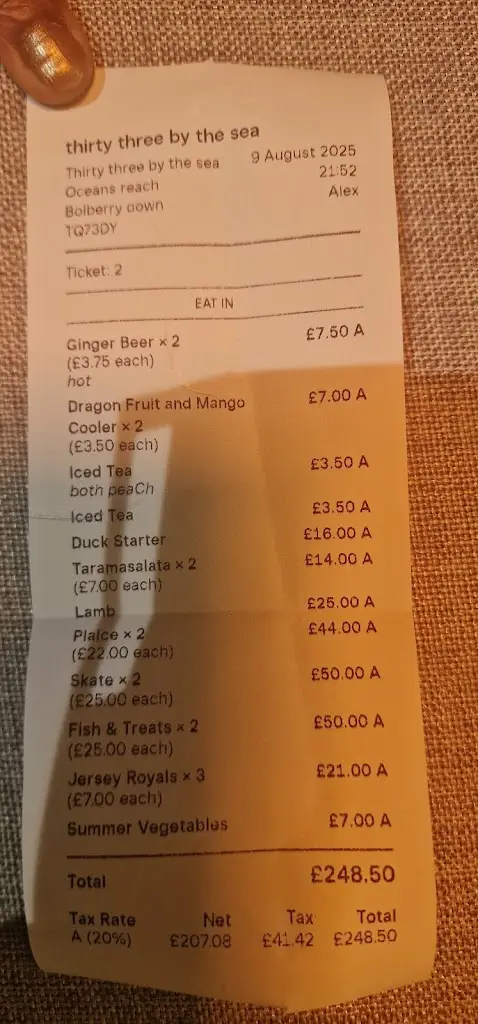 thirty three by the sea
Thirty three by the sea 9 August 2025
Oceans reach 21:52
Bolberry down Alex
TQ73DY
Ticket: 2
EAT IN
Ginger Beer × 2 £7.50 A
(£3.75 each)
hot
Dragon Fruit and Mango £7.00 A
Cooler × 2
(£3.50 each)
Iced Tea £3.50 A
both peaCh
Iced Tea £3.50 A
Duck Starter £16.00 A
Taramasalata × 2 £14.00 A
(£7.00 each)
Lamb £25.00 A
Plaice × 2 £44.00 A
(£22.00 each)
Skate × 2 £50.00 A
(£25.00 each)
Fish & Treats × 2 £50.00 A
(£25.00 each)
Jersey Royals × 3 £21.00 A
(£7.00 each)
Summer Vegetables £7.00 A
Total £248.50
Tax Rate Net Tax Total
A (20%) £207.08 £41.42 £248.50